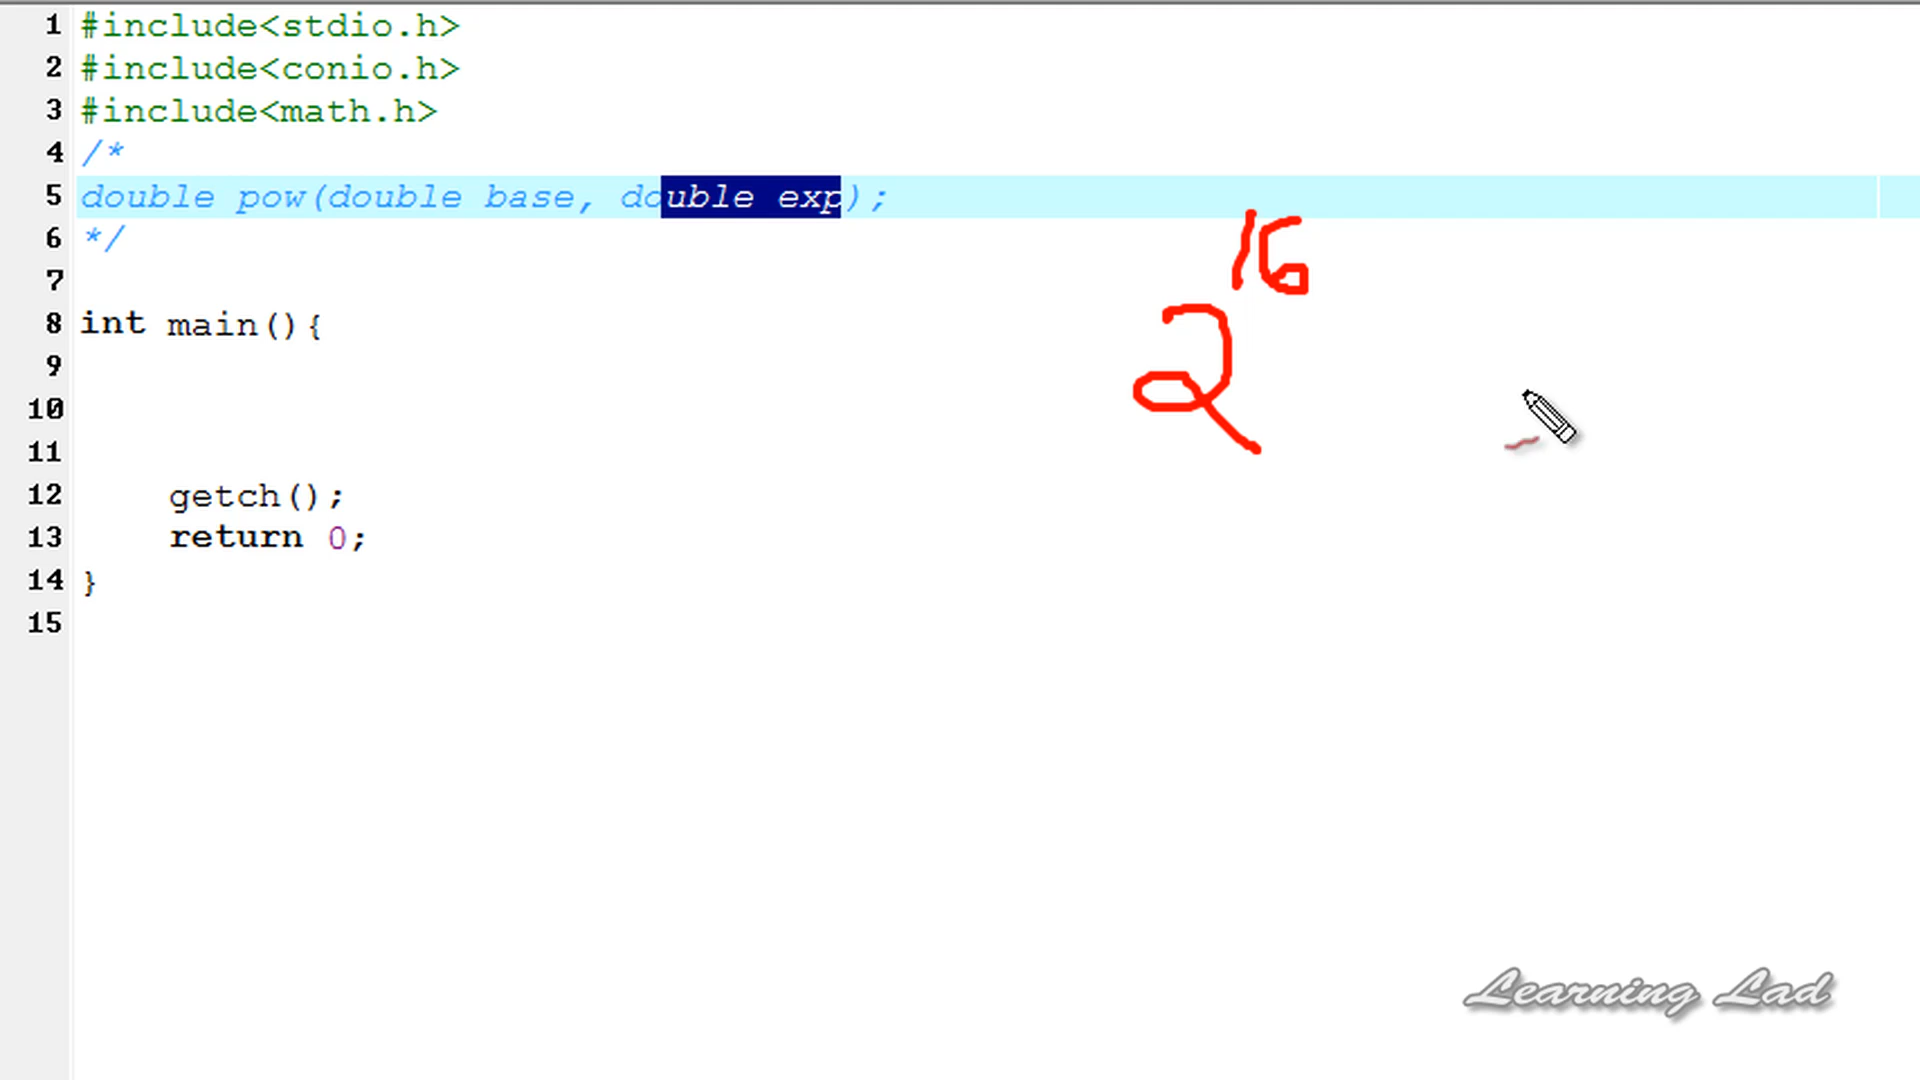 1 #include<stdio.h>
2 #include<conio.h>
3 #include<math.h>
4 /*
5 double pow(double base, double exp);
6 */
7
8 int main(){
9
10
11
12 getch();
13 return 0;
14 }
15
16
2
Learning Lad